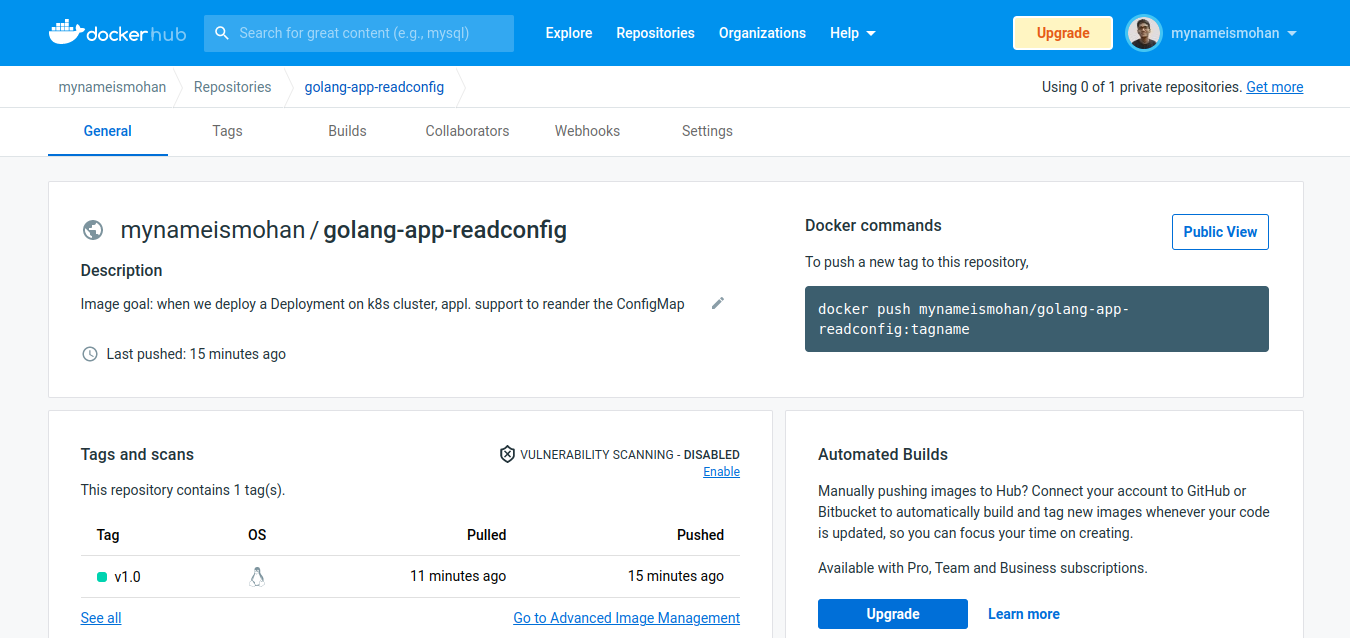 dockerhub
Search for great content (e.g., mysql)
Explore
Repositories
Organizations
Help
Upgrade
mynameismohan
mynameismohan
Repositories
golang-app-readconfig
Using 0 of 1 private repositories. Get more
General
Tags
Builds
Collaborators
Webhooks
Settings
mynameismohan / golang-app-readconfig
Description
Image goal: when we deploy a Deployment on k8s cluster, appl. support to reander the ConfigMap
Last pushed: 15 minutes ago
Docker commands
Public View
To push a new tag to this repository,
docker push mynameismohan/golang-app-
readconfig:tagname
Tags and scans
VULNERABILITY SCANNING - DISABLED
Enable
This repository contains 1 tag(s).
Tag OS Pulled Pushed
v1.0 11 minutes ago 15 minutes ago
See all
Go to Advanced Image Management
Automated Builds
Manually pushing images to Hub? Connect your account to GitHub or
Bitbucket to automatically build and tag new images whenever your code
is updated, so you can focus your time on creating.
Available with Pro, Team and Business subscriptions.
Upgrade
Learn more